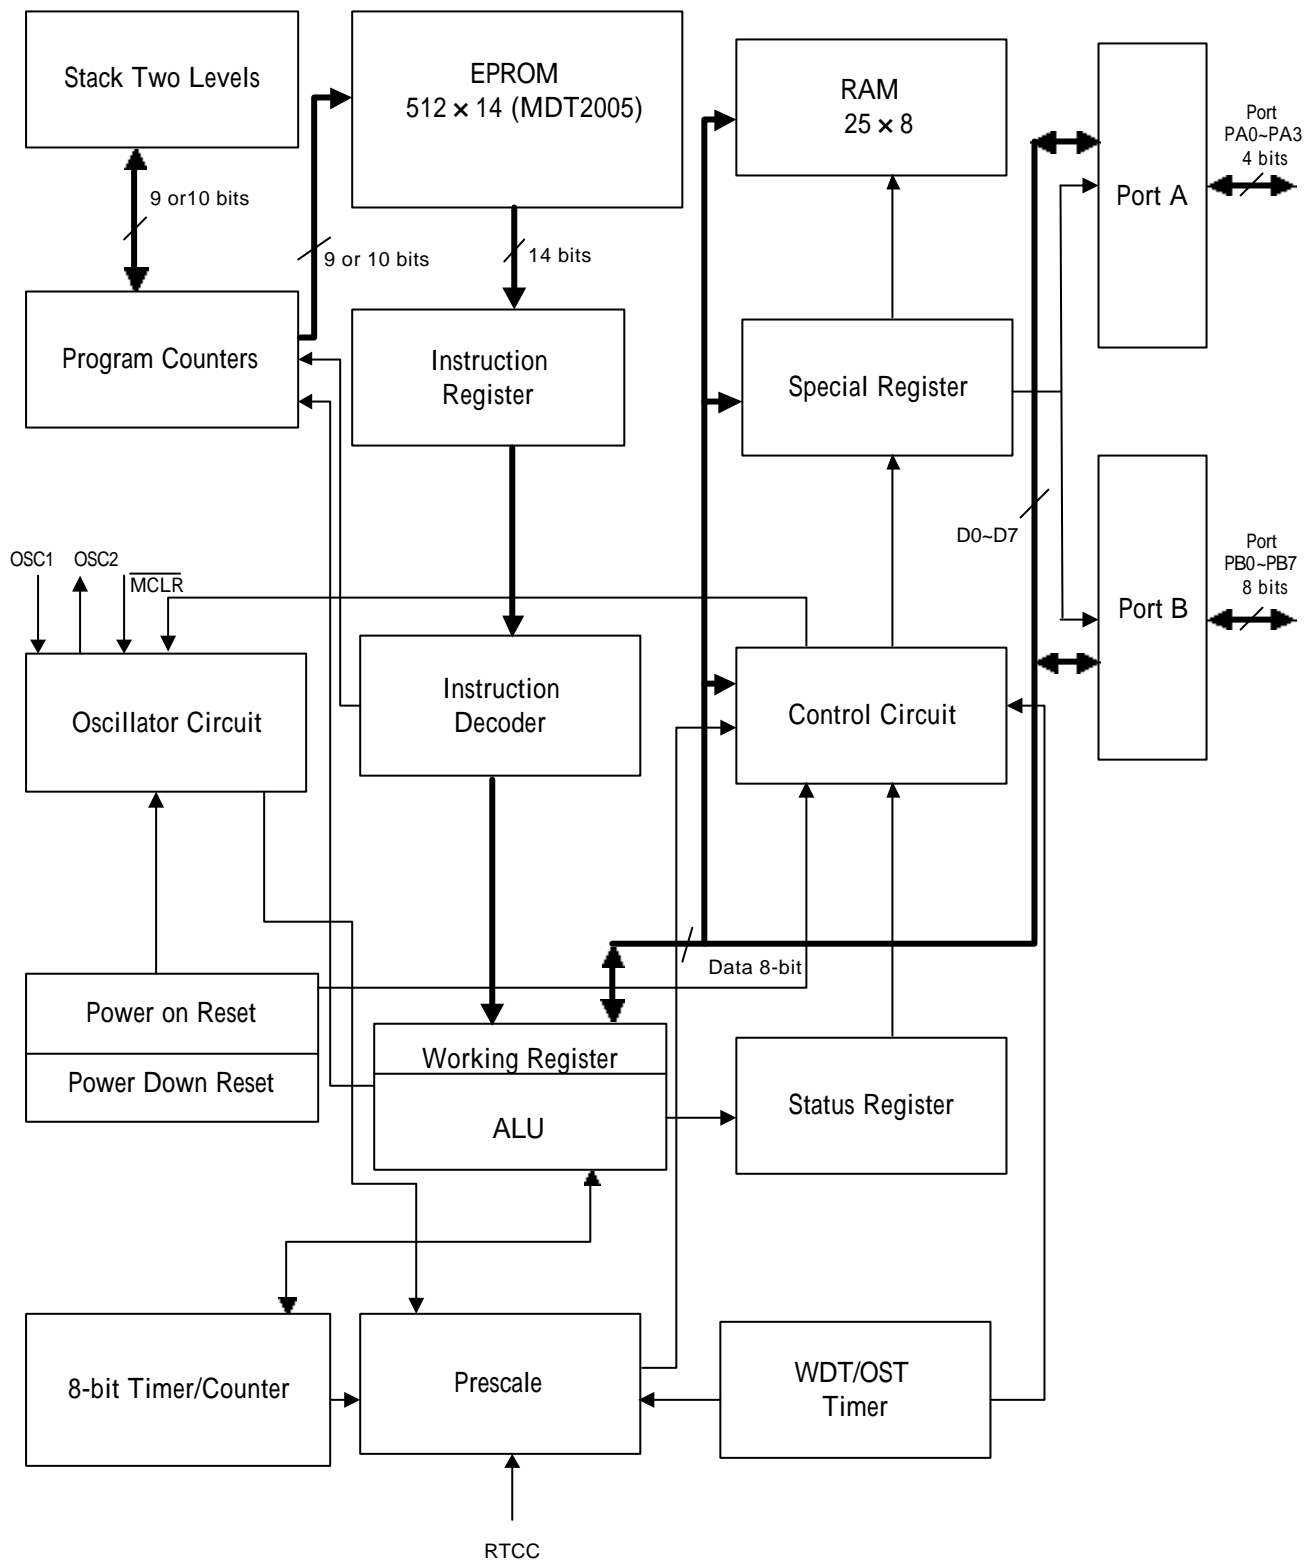 Stack Two Levels
EPROM
512 × 14 (MDT2005)
RAM
25 × 8
Port
PA0~PA3
4 bits
Port A
9 or10 bits
9 or 10 bits
14 bits
Program Counters
Instruction
Register
Special Register
D0~D7
OSC1
OSC2
MCLR
Port
PB0~PB7
8 bits
Port B
Oscillator Circuit
Instruction
Decoder
Control Circuit
Data 8-bit
Power on Reset
Power Down Reset
Working Register
ALU
Status Register
8-bit Timer/Counter
Prescale
WDT/OST
Timer
RTCC